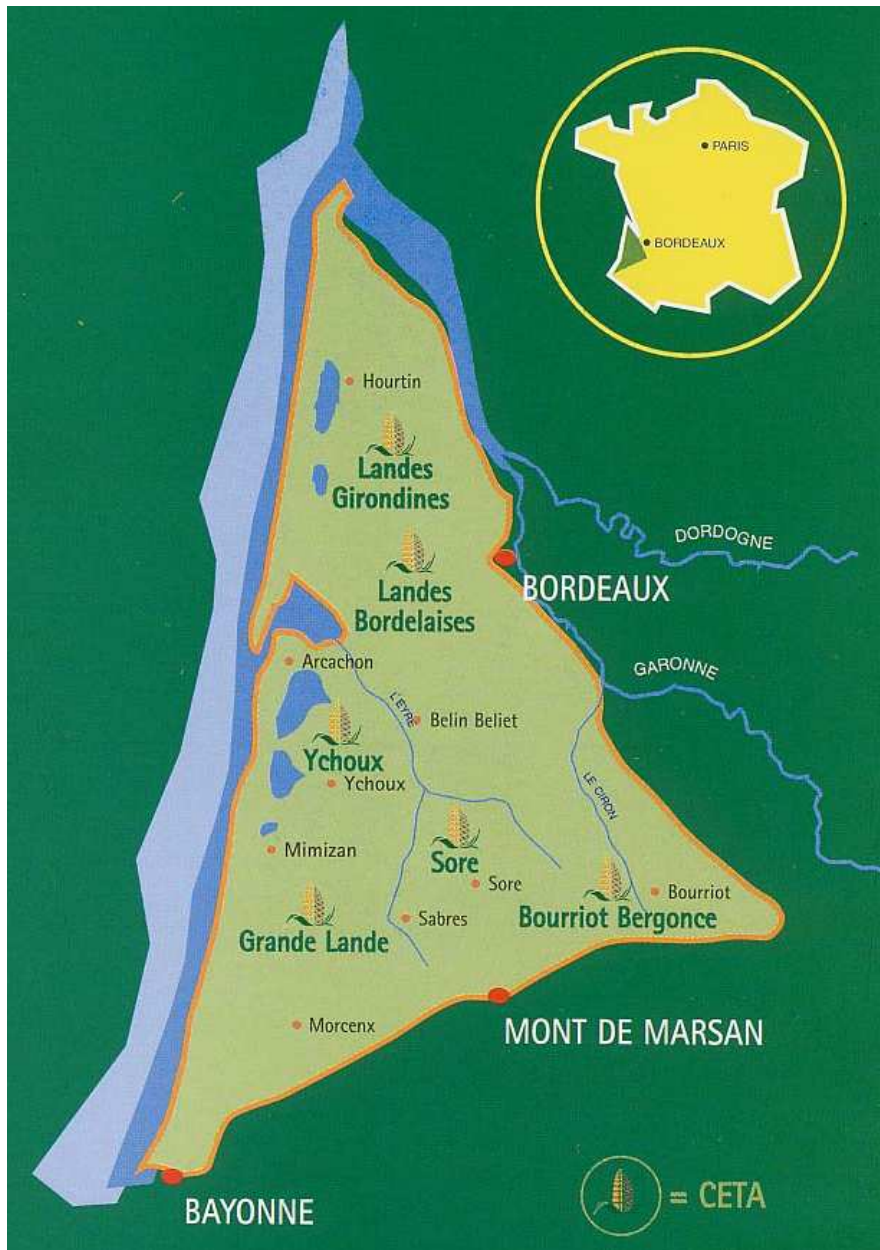 PARIS
BORDEAUX
Hourtin
Landes
Girondines
DORDOGNE
Landes
Bordelaises
BORDEAUX
GARONNE
Arcachon
L'EYRE
Belin Beliet
Ychoux
Ychoux
LE CIRON
Mimizan
Sore
Sore
Bourriot
Sabres
Bourriot Bergonce
Grande Lande
Morcenx
MONT DE MARSAN
= CETA
BAYONNE